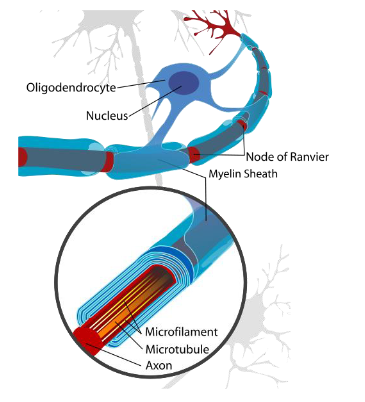 Oligodendrocyte
Nucleus
Node of Ranvier
Myelin Sheath
Microfilament
Microtubule
Axon